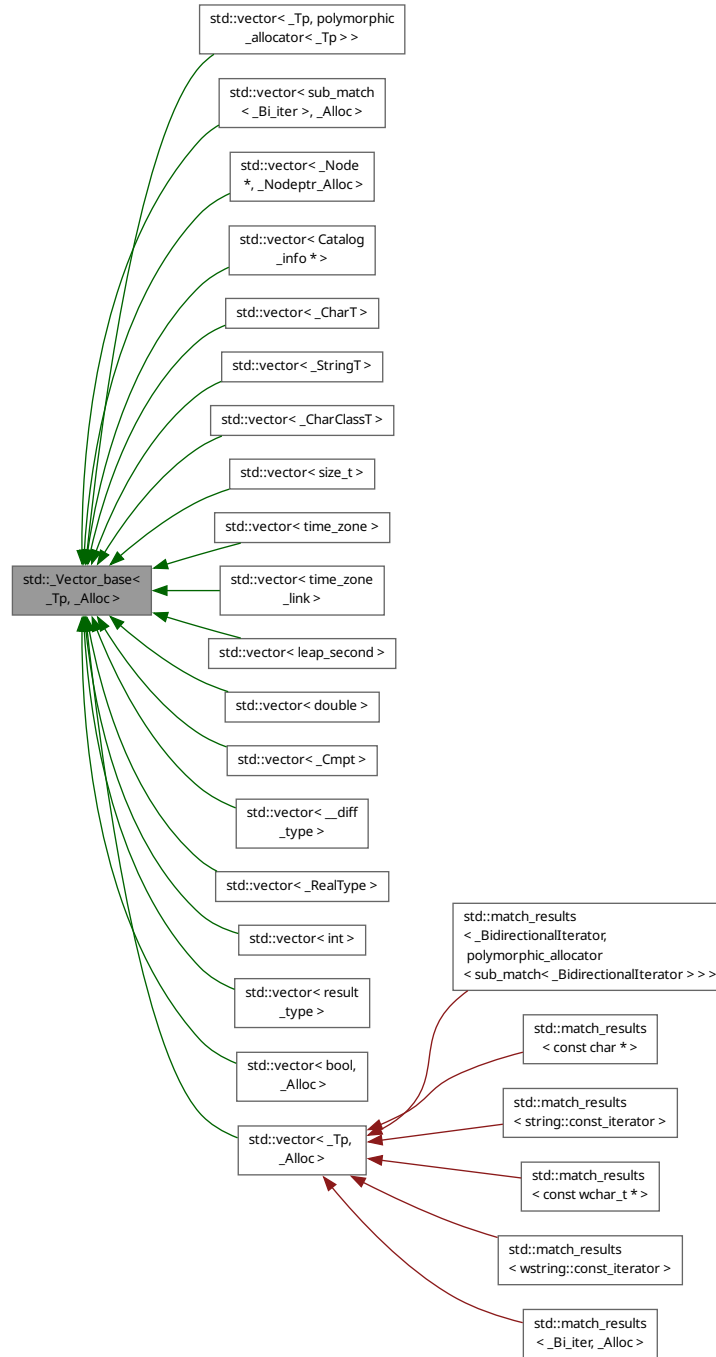 std::vector< _Tp, polymorphic
_allocator< _Tp > >
std::vector< sub_match
< _Bi_iter >, _Alloc >
std::vector< _Node
*, _Nodeptr_Alloc >
std::vector< Catalog
_info * >
std::vector< _CharT >
std::vector< _StringT >
std::vector< _CharClassT >
std::vector< size_t >
std::vector< time_zone >
std::_Vector_base<
_Tp, _Alloc >
std::vector< time_zone
_link >
std::vector< leap_second >
std::vector< double >
std::vector< _Cmpt >
std::vector< __diff
_type >
std::vector< _RealType >
std::vector< int >
std::vector< result
_type >
std::vector< bool,
_Alloc >
std::vector< _Tp,
_Alloc >
std::match_results
< _BidirectionalIterator,
polymorphic_allocator
< sub_match< _BidirectionalIterator > > >
std::match_results
< const char * >
std::match_results
< string::const_iterator >
std::match_results
< const wchar_t * >
std::match_results
< wstring::const_iterator >
std::match_results
< _Bi_iter, _Alloc >